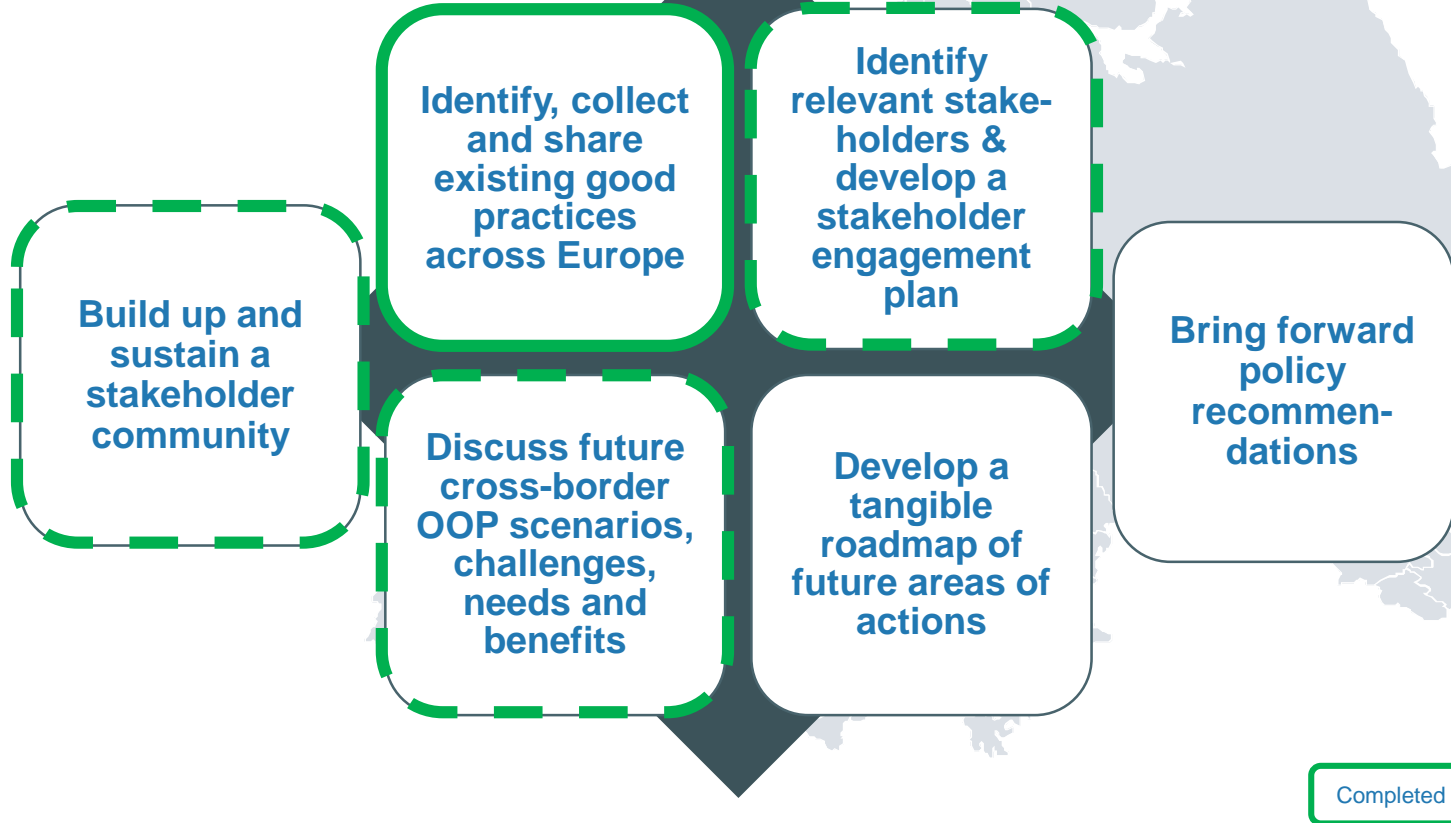 Identify, collect
and share
existing good
practices
across Europe
Identify
relevant stake-
holders &
develop a
stakeholder
engagement
plan
Build up and
sustain a
stakeholder
community
Bring forward
policy
recommen-
dations
Discuss future
cross-border
OOP scenarios,
challenges,
needs and
benefits
Develop a
tangible
roadmap of
future areas of
actions
Completed